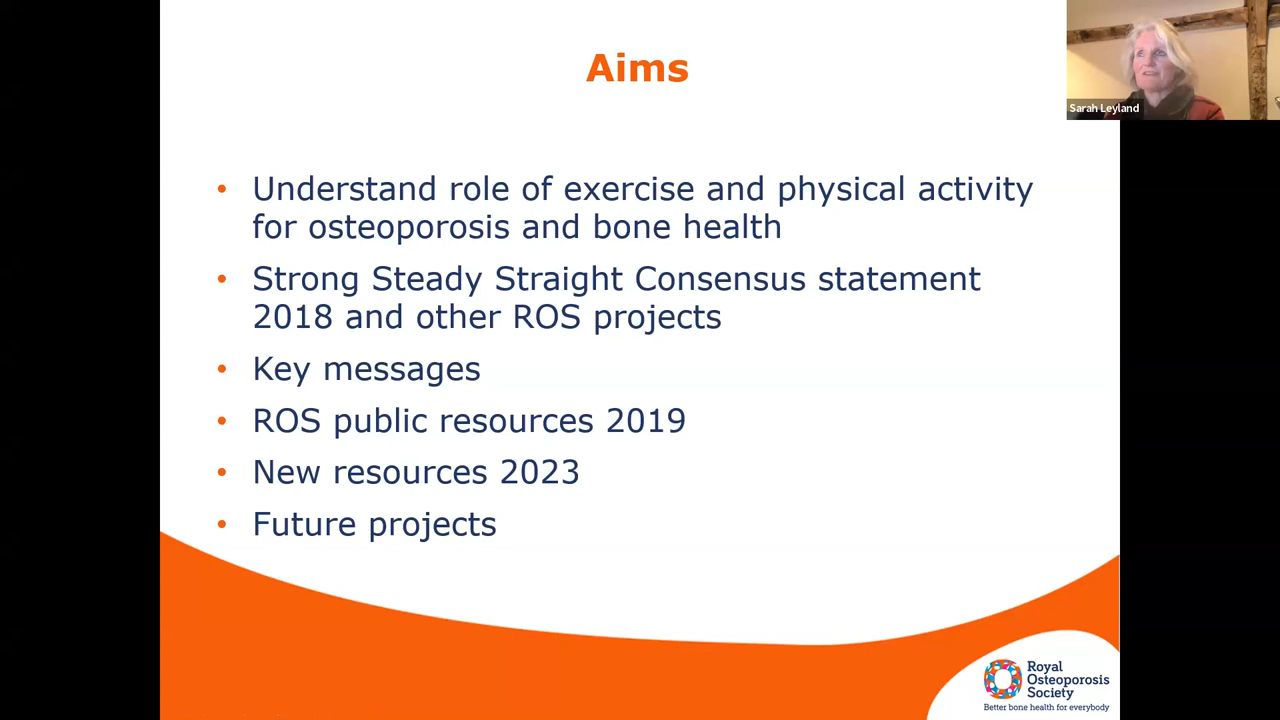 Aims
Sarah Leyland
• Understand role of exercise and physical activity
for osteoporosis and bone health
• Strong Steady Straight Consensus statement
2018 and other ROS projects
• Key messages
• ROS public resources 2019
• New resources 2023
• Future projects
Royal
Osteoporosis
Society
Better bone health for everybody